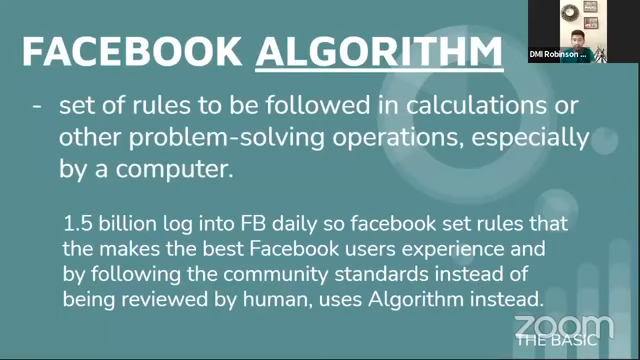 FACEBOOK ALGORITHM
- set of rules to be followed in calculations or
other problem-solving operations, especially
by a computer.
1.5 billion log into FB daily so facebook set rules that
the makes the best Facebook users experience and
by following the community standards instead of
being reviewed by human, uses Algorithm instead.
DMI Robinson ...
zoom
THE BASIC